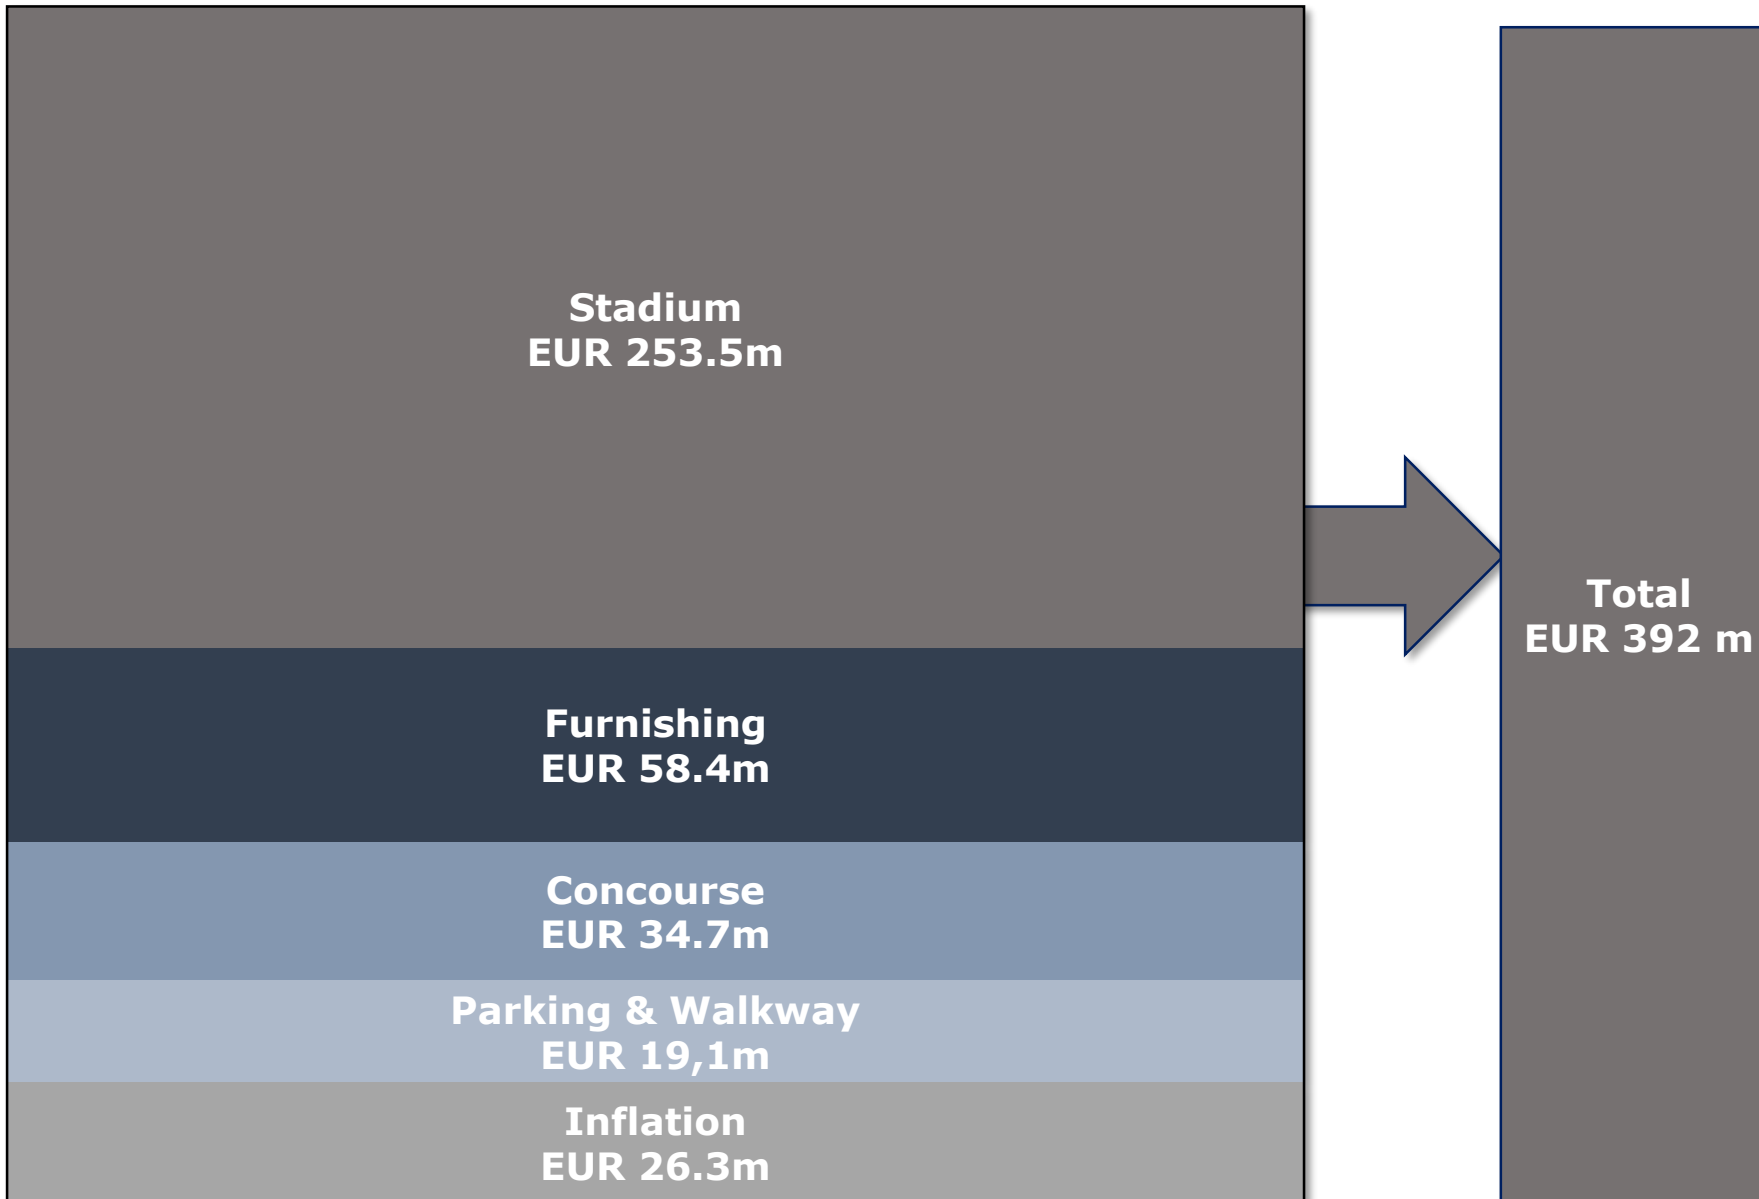 Stadium
EUR 253.5m
Furnishing
EUR 58.4m
Concourse
EUR 34.7m
Parking & Walkway
EUR 19,1m
Inflation
EUR 26.3m
Total
EUR 392 m